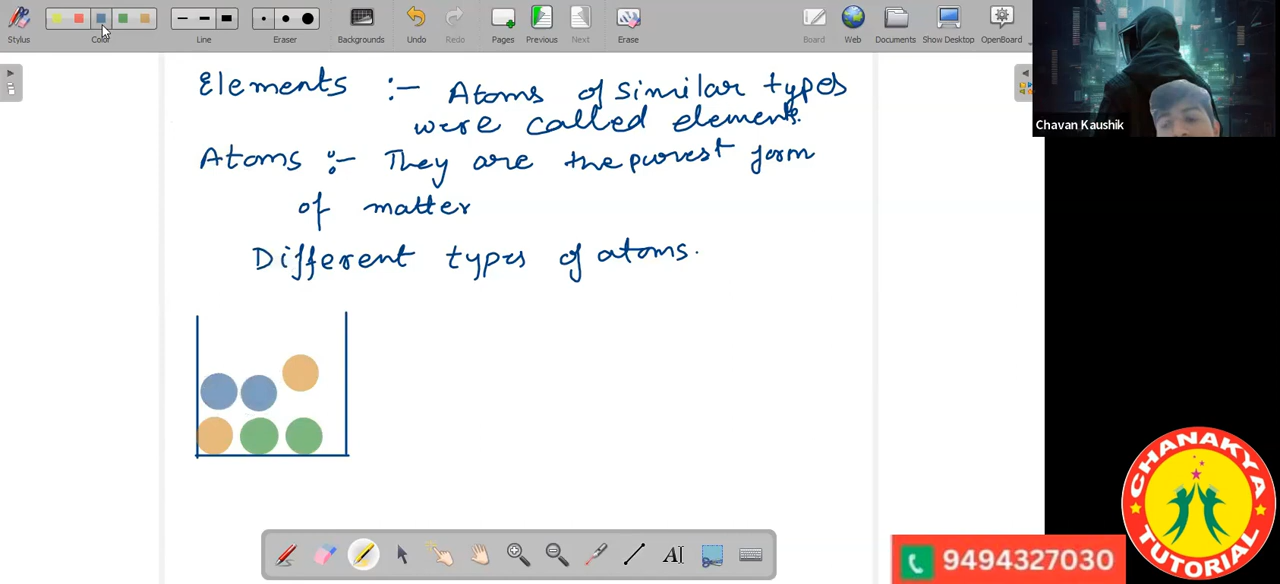 Stylus Color Line Eraser Backgrounds Undo Redo Pages Previous Next Erase Board Web Documents Show Desktop OpenBoard
Chavan Kaushik
Elements :- Atoms of similar types
were called elements.
Atoms :- They are the purest form
of matter
Different types of atoms.
CHANAKYA
TUTORIAL
9494327030